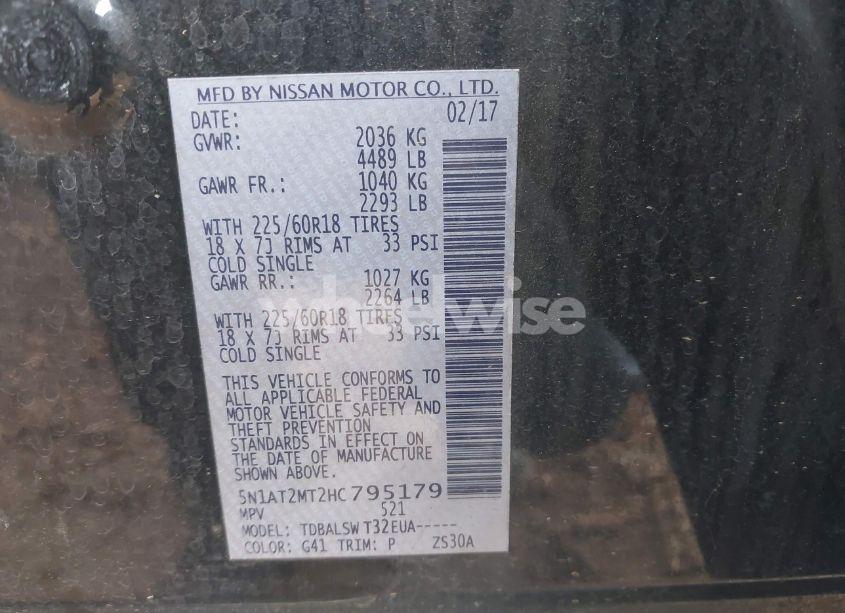 MFD BY NISSAN MOTOR CO., LTD.
DATE: 02/17
GVWR: 2036 KG
4489 LB
GAWR FR.: 1040 KG
2293 LB
WITH 225/60R18 TIRES
18 X 7J RIMS AT 33 PSI
COLD SINGLE
GAWR RR.: 1027 KG
2264 LB
WITH 225/60R18 TIRES
18 X 7J RIMS AT 33 PSI
COLD SINGLE
THIS VEHICLE CONFORMS TO
ALL APPLICABLE FEDERAL
MOTOR VEHICLE SAFETY AND
THEFT PREVENTION
STANDARDS IN EFFECT ON
THE DATE OF MANUFACTURE
SHOWN ABOVE.
5N1AT2MT2HC795179
MPV 521
MODEL: TDBALSW T32EUA-----
COLOR: G41 TRIM: P ZS30A
wheelwise